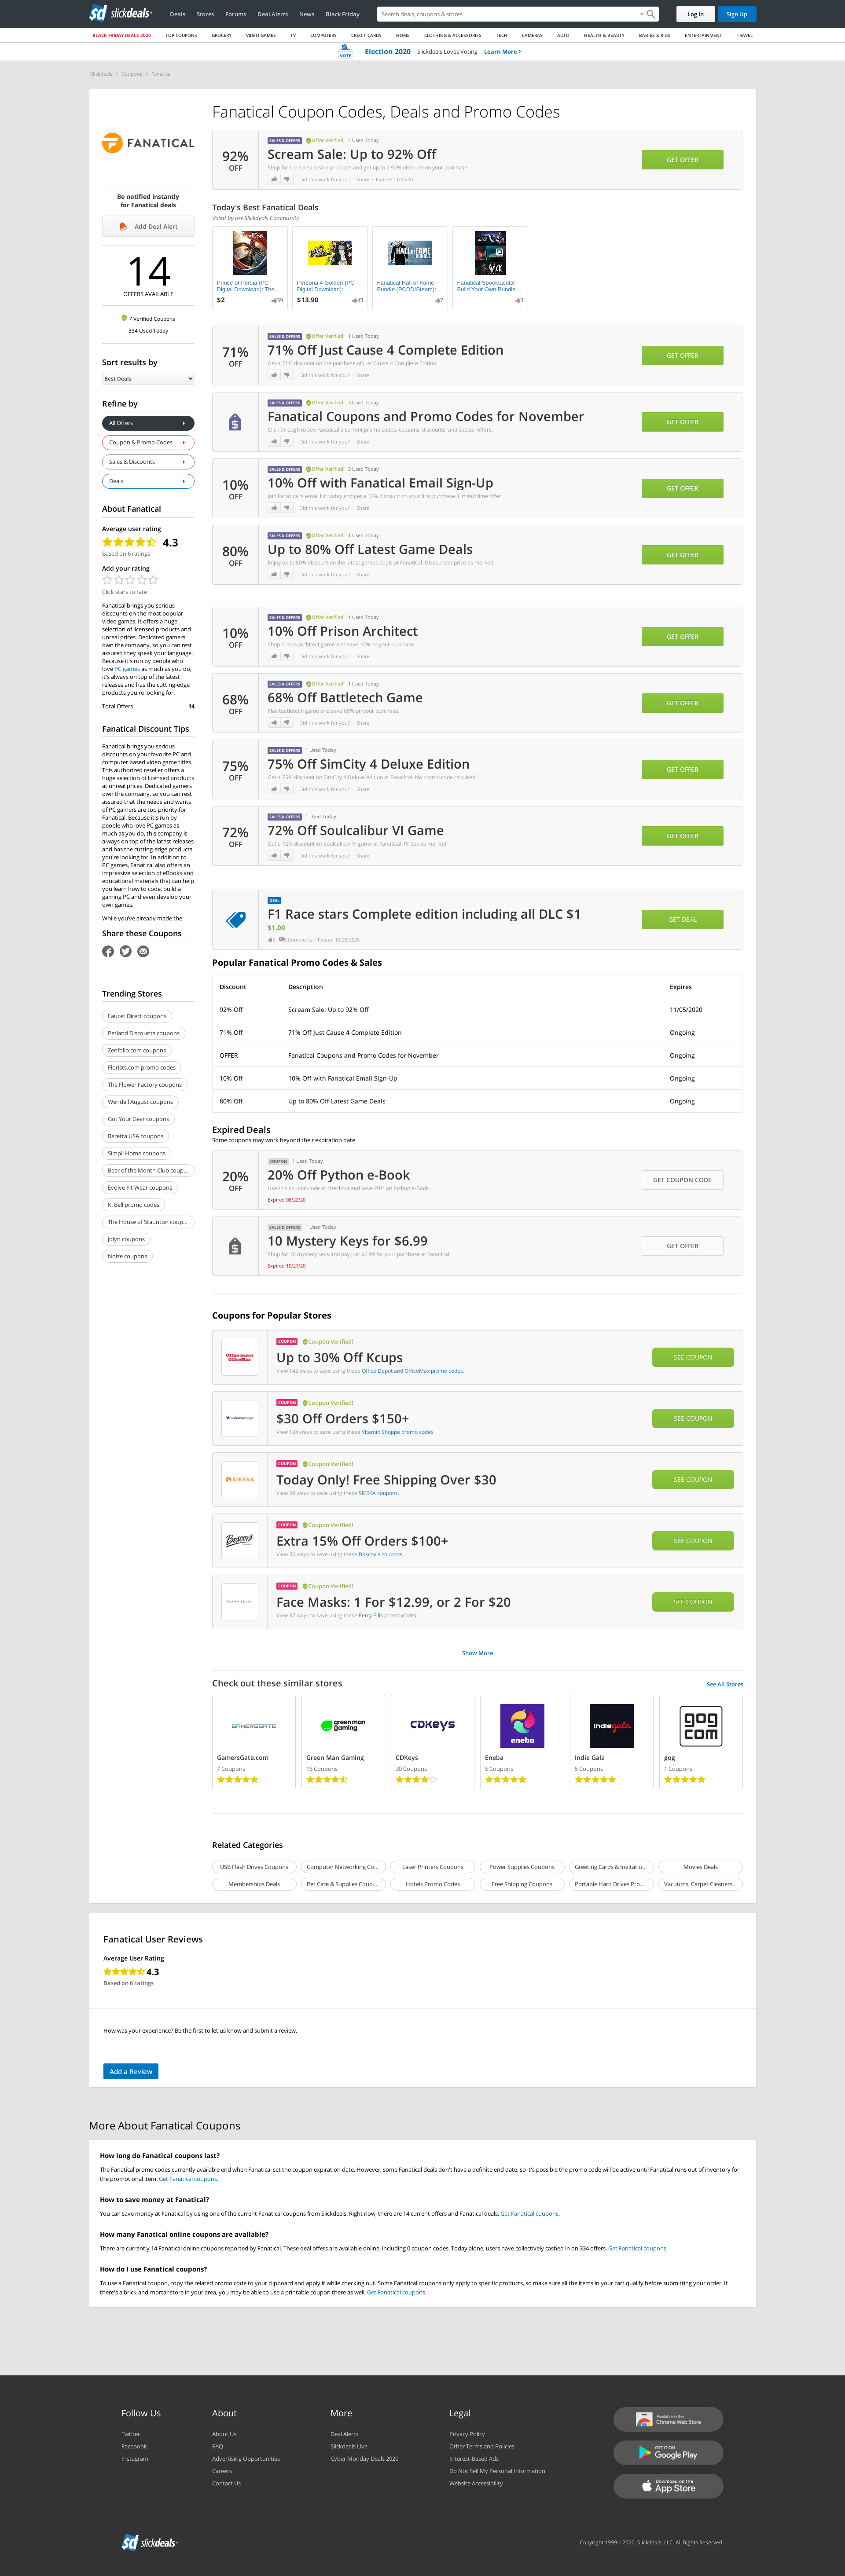 sd slickdeals
Deals Stores Forums Deal Alerts News Black Friday
Search deals, coupons & stores
Log In Sign Up
BLACK FRIDAY DEALS 2020 TOP COUPONS GROCERY VIDEO GAMES TV COMPUTERS CREDIT CARDS HOME CLOTHING & ACCESSORIES TECH CAMERAS AUTO HEALTH & BEAUTY BABIES & KIDS ENTERTAINMENT TRAVEL
VOTE Election 2020 Slickdeals Loves Voting Learn More
Slickdeals Coupons Fanatical
FANATICAL
Be notified instantly
for Fanatical deals
Add Deal Alert
14
OFFERS AVAILABLE
7 Verified Coupons
334 Used Today
Sort results by
Best Deals
Refine by
All Offers
Coupon & Promo Codes
Sales & Discounts
Deals
About Fanatical
Average user rating
4.3
Based on 6 ratings
Add your rating
Click stars to rate
Fanatical brings you serious
discounts on the most popular
video games. It offers a huge
selection of licensed products and
unreal prices. Dedicated gamers
own the company, so you can rest
assured they speak your language.
Because it's run by people who
love PC games as much as you do,
it's always on top of the latest
releases and has the cutting-edge
products you're looking for.
Total Offers 14
Fanatical Discount Tips
Fanatical brings you serious
discounts on your favorite PC and
computer based video game titles.
This authorized reseller offers a
huge selection of licensed products
at unreal prices. Dedicated gamers
own the company, so you can rest
assured that the needs and wants
of PC gamers are top priority for
Fanatical. Because it's run by
people who love PC games as
much as you do, this company is
always on top of the latest releases
and has the cutting-edge products
you're looking for. In addition to
PC games, Fanatical also offers an
impressive selection of eBooks and
educational materials that can help
you learn how to code, build a
gaming PC and even develop your
own games.
While you've already made the
Share these Coupons
Trending Stores
Faucet Direct coupons
Petland Discounts coupons
Zenfolio.com coupons
Florists.com promo codes
The Flower Factory coupons
Wendell August coupons
Got Your Gear coupons
Beretta USA coupons
Simpli Home coupons
Beer of the Month Club coup...
Evolve Fit Wear coupons
K. Bell promo codes
The House of Staunton coup...
Jolyn coupons
Noize coupons
Fanatical Coupon Codes, Deals and Promo Codes
92%
OFF
SALES & OFFERS Offer Verified! 4 Used Today
Scream Sale: Up to 92% Off
Shop for the scream sale products and get up to a 92% discount on your purchase.
Did this work for you? · Share · Expires 11/05/20
GET OFFER
Today's Best Fanatical Deals
Voted by the Slickdeals Community
Prince of Persia (PC
Digital Download): The...
$2 39
Persona 4 Golden (PC
Digital Download):...
$13.90 43
HALL OF FAME
BUNDLE
Fanatical Hall of Fame
Bundle (PCDD/Steam):...
7
Fanatical Spooktacular
Build Your Own Bundle...
3
71%
OFF
SALES & OFFERS Offer Verified! 1 Used Today
71% Off Just Cause 4 Complete Edition
Get a 71% discount on the purchase of Just Cause 4 Complete Edition.
Did this work for you? · Share
GET OFFER
SALES & OFFERS Offer Verified! 3 Used Today
Fanatical Coupons and Promo Codes for November
Click through to see Fanatical's current promo codes, coupons, discounts, and special offers.
Did this work for you? · Share
GET OFFER
10%
OFF
SALES & OFFERS Offer Verified! 3 Used Today
10% Off with Fanatical Email Sign-Up
Join Fanatical's email list today and get a 10% discount on your first purchase. Limited time offer.
Did this work for you? · Share
GET OFFER
80%
OFF
SALES & OFFERS Offer Verified! 1 Used Today
Up to 80% Off Latest Game Deals
Enjoy up to 80% discount on the latest games deals at Fanatical. Discounted price as marked.
Did this work for you? · Share
GET OFFER
10%
OFF
SALES & OFFERS Offer Verified! 1 Used Today
10% Off Prison Architect
Shop prison architect game and save 10% on your purchase.
Did this work for you? · Share
GET OFFER
68%
OFF
SALES & OFFERS Offer Verified! 1 Used Today
68% Off Battletech Game
Play battletech game and save 68% on your purchase.
Did this work for you? · Share
GET OFFER
75%
OFF
SALES & OFFERS 1 Used Today
75% Off SimCity 4 Deluxe Edition
Get a 75% discount on SimCity 4 Deluxe edition at Fanatical. No promo code required.
Did this work for you? · Share
GET OFFER
72%
OFF
SALES & OFFERS 1 Used Today
72% Off Soulcalibur VI Game
Get a 72% discount on Soulcalibur VI game at Fanatical. Prices as marked.
Did this work for you? · Share
GET OFFER
DEAL
F1 Race stars Complete edition including all DLC $1
$1.00
Comments · Posted 10/25/2020
GET DEAL
Popular Fanatical Promo Codes & Sales
Discount Description Expires
92% Off Scream Sale: Up to 92% Off 11/05/2020
71% Off 71% Off Just Cause 4 Complete Edition Ongoing
OFFER Fanatical Coupons and Promo Codes for November Ongoing
10% Off 10% Off with Fanatical Email Sign-Up Ongoing
80% Off Up to 80% Off Latest Game Deals Ongoing
Expired Deals
Some coupons may work beyond their expiration date.
20%
OFF
COUPON 1 Used Today
20% Off Python e-Book
Use this coupon code at checkout and save 20% on Python e-Book.
Expired 08/22/20
GET COUPON CODE
SALES & OFFERS 1 Used Today
10 Mystery Keys for $6.99
Shop for 10 mystery keys and pay just $6.99 for your purchase at Fanatical.
Expired 10/27/20
GET OFFER
Coupons for Popular Stores
Office DEPOT
OfficeMax
COUPON Coupon Verified!
Up to 30% Off Kcups
View 142 ways to save using these Office Depot and OfficeMax promo codes.
SEE COUPON
COUPON Coupon Verified!
$30 Off Orders $150+
View 124 ways to save using these Vitamin Shoppe promo codes.
SEE COUPON
SIERRA
COUPON Coupon Verified!
Today Only! Free Shipping Over $30
View 39 ways to save using these SIERRA coupons.
SEE COUPON
Boscov's
COUPON Coupon Verified!
Extra 15% Off Orders $100+
View 35 ways to save using these Boscov's coupons.
SEE COUPON
PERRY ELLIS
COUPON Coupon Verified!
Face Masks: 1 For $12.99, or 2 For $20
View 37 ways to save using these Perry Ellis promo codes.
SEE COUPON
Show More
Check out these similar stores See All Stores
GAMERSGATE
GamersGate.com
7 Coupons
green man
gaming
Green Man Gaming
16 Coupons
CDKeys
CDKeys
30 Coupons
eneba
Eneba
5 Coupons
indiegala
Indie Gala
5 Coupons
gog
com
gog
1 Coupons
Related Categories
USB Flash Drives Coupons Computer Networking Co... Laser Printers Coupons Power Supplies Coupons Greeting Cards & Invitatio... Movies Deals
Memberships Deals Pet Care & Supplies Coup... Hotels Promo Codes Free Shipping Coupons Portable Hard Drives Pro... Vacuums, Carpet Cleaners...
Fanatical User Reviews
Average User Rating
4.3
Based on 6 ratings
How was your experience? Be the first to let us know and submit a review.
Add a Review
More About Fanatical Coupons
How long do Fanatical coupons last?
The Fanatical promo codes currently available end when Fanatical set the coupon expiration date. However, some Fanatical deals don't have a definite end date, so it's possible the promo code will be active until Fanatical runs out of inventory for
the promotional item. Get Fanatical coupons.
How to save money at Fanatical?
You can save money at Fanatical by using one of the current Fanatical coupons from Slickdeals. Right now, there are 14 current offers and Fanatical deals. Get Fanatical coupons.
How many Fanatical online coupons are available?
There are currently 14 Fanatical online coupons reported by Fanatical. These deal offers are available online, including 0 coupon codes. Today alone, users have collectively cashed in on 334 offers. Get Fanatical coupons.
How do I use Fanatical coupons?
To use a Fanatical coupon, copy the related promo code to your clipboard and apply it while checking out. Some Fanatical coupons only apply to specific products, so make sure all the items in your cart qualify before submitting your order. If
there's a brick-and-mortar store in your area, you may be able to use a printable coupon there as well. Get Fanatical coupons.
Follow Us
Twitter
Facebook
Instagram
About
About Us
FAQ
Advertising Opportunities
Careers
Contact Us
More
Deal Alerts
Slickdeals Live
Cyber Monday Deals 2020
Legal
Privacy Policy
Other Terms and Policies
Interest-Based Ads
Do Not Sell My Personal Information
Website Accessibility
Available in the
Chrome Web Store
GET IT ON
Google Play
Download on the
App Store
sd slickdeals
Copyright 1999 – 2020. Slickdeals, LLC. All Rights Reserved.